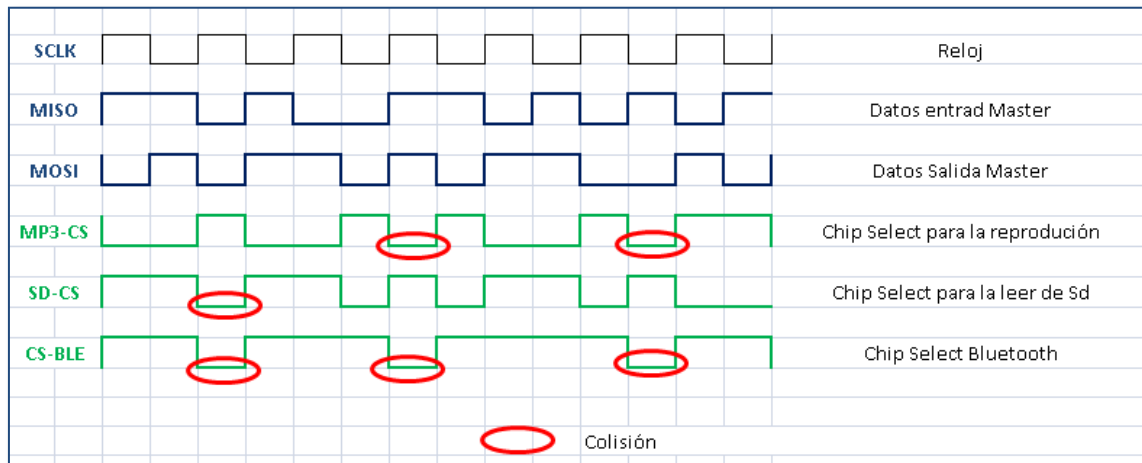 SCLK Reloj
MISO Datos entrad Master
MOSI Datos Salida Master
MP3-CS Chip Select para la reprodución
SD-CS Chip Select para la leer de Sd
CS-BLE Chip Select Bluetooth
Colisión